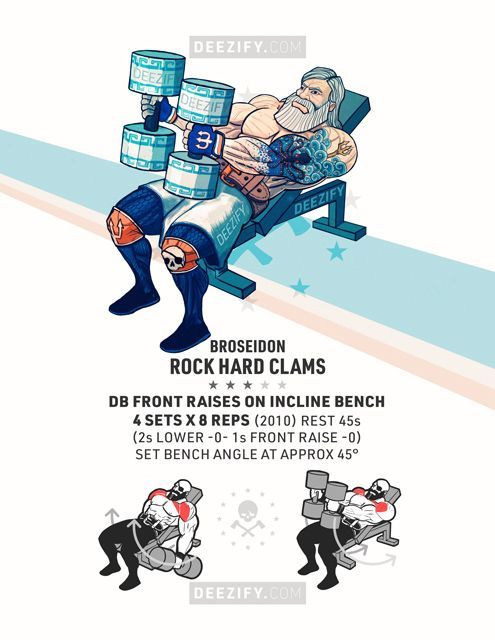 DEEZIFY.COM
DEEZIFY
DEEZIFY
DEEZIFY
DEEZIFY
BROSEIDON
ROCK HARD CLAMS
DB FRONT RAISES ON INCLINE BENCH
4 SETS X 8 REPS (2010) REST 45s
(2s LOWER -0- 1s FRONT RAISE -0)
SET BENCH ANGLE AT APPROX 45°
DEEZIFY.COM